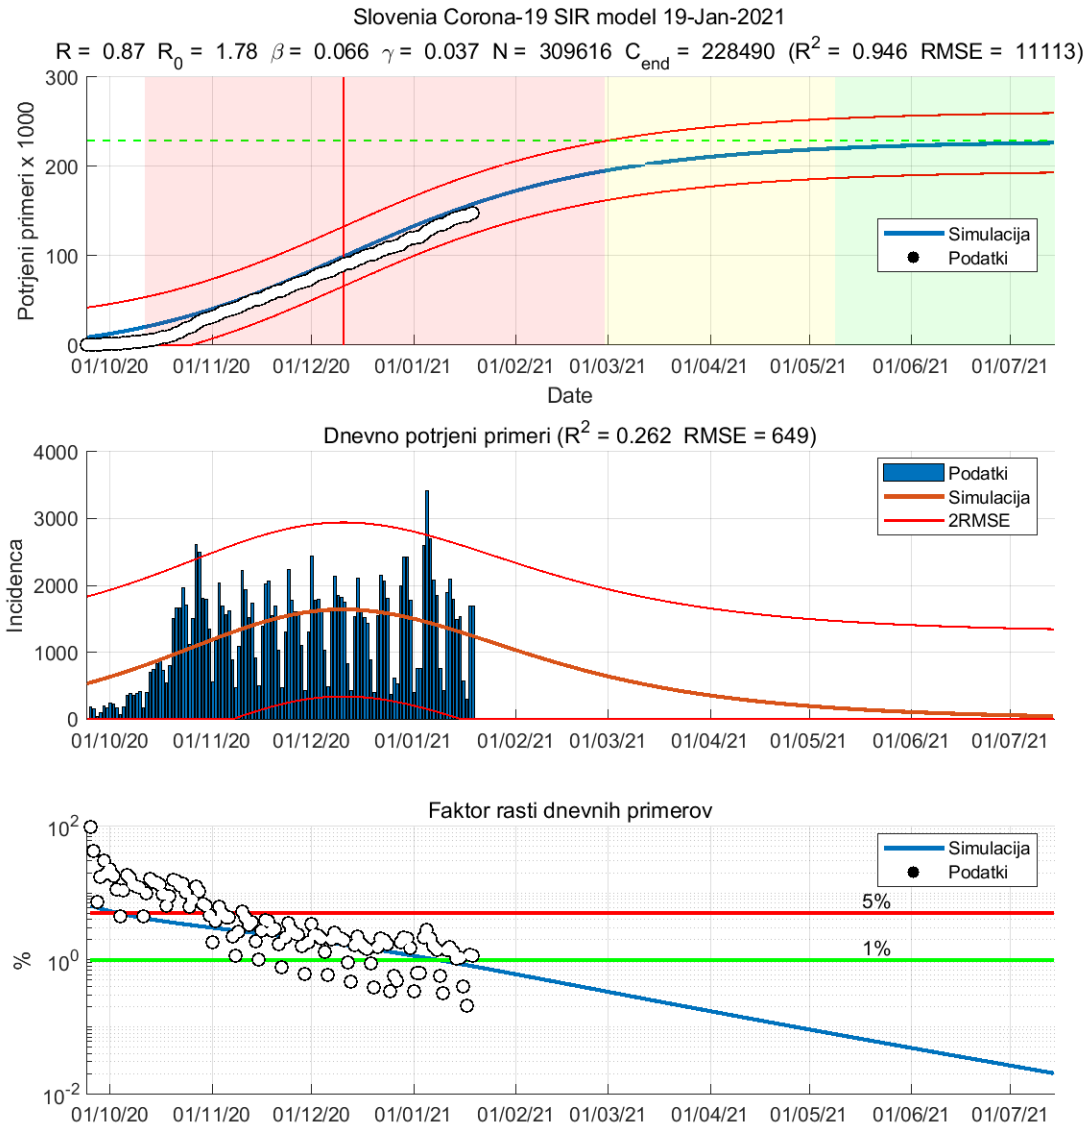 Slovenia Corona-19 SIR model 19-Jan-2021
R = 0.87 R0 = 1.78 β = 0.066 γ = 0.037 N = 309616 Cend = 228490 (R2 = 0.946 RMSE = 11113)
300
200
100
0
Potrjeni primeri x 1000
Simulacija
Podatki
01/10/20 01/11/20 01/12/20 01/01/21 01/02/21 01/03/21 01/04/21 01/05/21 01/06/21 01/07/21
Date
Dnevno potrjeni primeri (R2 = 0.262 RMSE = 649)
4000
3000
2000
1000
0
Incidenca
Podatki
Simulacija
2RMSE
01/10/20 01/11/20 01/12/20 01/01/21 01/02/21 01/03/21 01/04/21 01/05/21 01/06/21 01/07/21
Faktor rasti dnevnih primerov
10^2
10^0
10^-2
%
Simulacija
Podatki
5%
1%
01/10/20 01/11/20 01/12/20 01/01/21 01/02/21 01/03/21 01/04/21 01/05/21 01/06/21 01/07/21